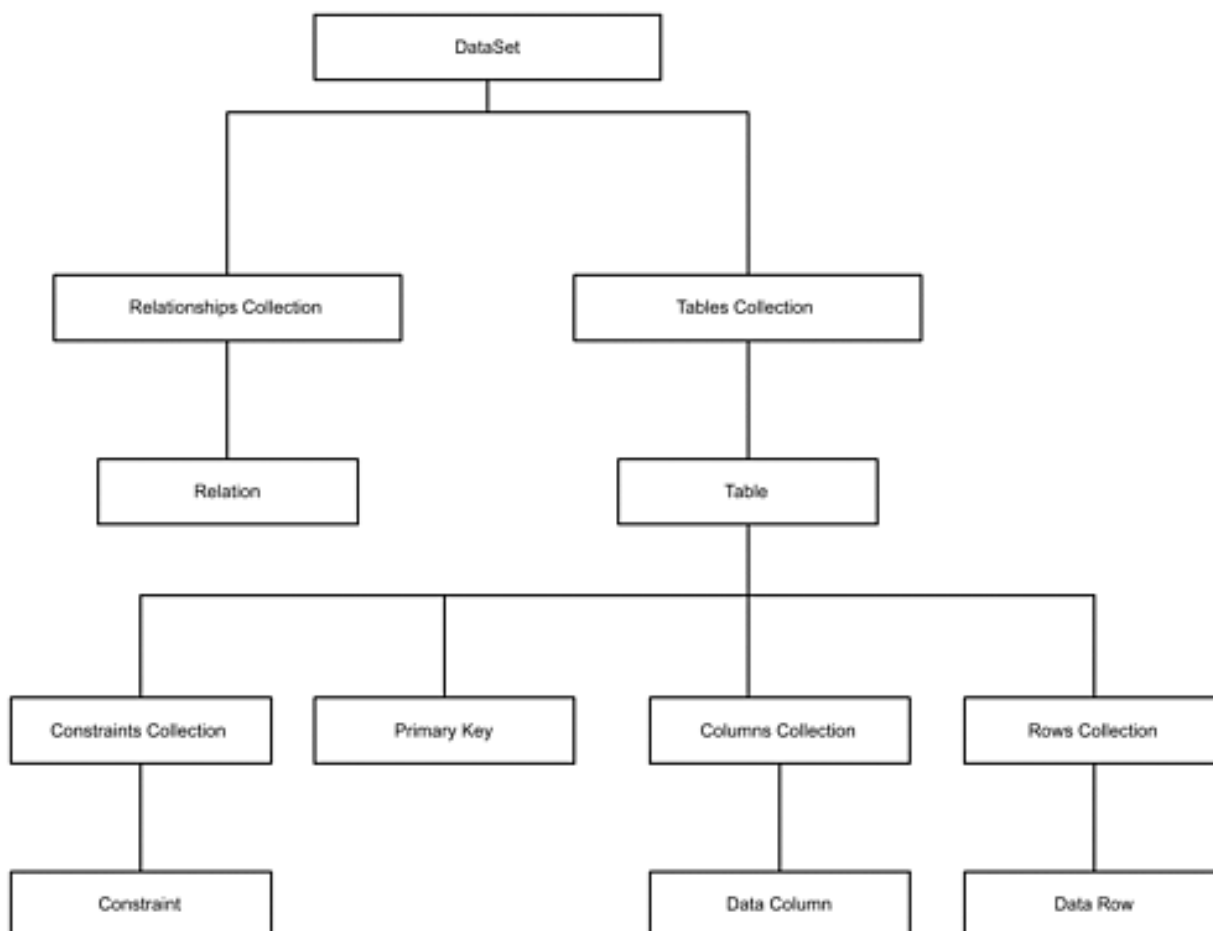 DataSet
Relationships Collection
Tables Collection
Relation
Table
Constraints Collection
Primary Key
Columns Collection
Rows Collection
Constraint
Data Column
Data Row